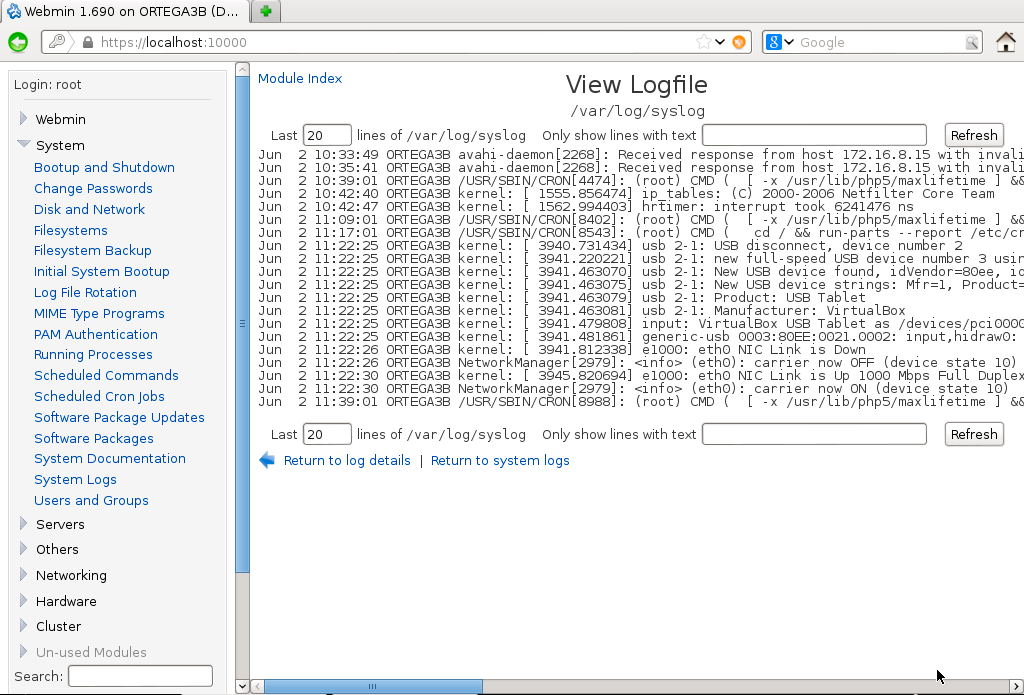 Webmin 1.690 on ORTEGA3B (D...
https://localhost:10000
Google
Login: root
Webmin
System
Bootup and Shutdown
Change Passwords
Disk and Network
Filesystems
Filesystem Backup
Initial System Bootup
Log File Rotation
MIME Type Programs
PAM Authentication
Running Processes
Scheduled Commands
Scheduled Cron Jobs
Software Package Updates
Software Packages
System Documentation
System Logs
Users and Groups
Servers
Others
Networking
Hardware
Cluster
Un-used Modules
Search:
Module Index
View Logfile
/var/log/syslog
Last 20 lines of /var/log/syslog Only show lines with text Refresh
Jun  2 10:33:49 ORTEGA3B avahi-daemon[2268]: Received response from host 172.16.8.15 with invali
Jun  2 10:35:41 ORTEGA3B avahi-daemon[2268]: Received response from host 172.16.8.15 with invali
Jun  2 10:39:01 ORTEGA3B /USR/SBIN/CRON[4474]: (root) CMD (  [ -x /usr/lib/php5/maxlifetime ] &&
Jun  2 10:42:40 ORTEGA3B kernel: [ 1555.856474] ip_tables: (C) 2000-2006 Netfilter Core Team
Jun  2 10:42:47 ORTEGA3B kernel: [ 1562.994403] hrtimer: interrupt took 6241476 ns
Jun  2 11:09:01 ORTEGA3B /USR/SBIN/CRON[8402]: (root) CMD (  [ -x /usr/lib/php5/maxlifetime ] &&
Jun  2 11:17:01 ORTEGA3B /USR/SBIN/CRON[8543]: (root) CMD (   cd / && run-parts --report /etc/cr
Jun  2 11:22:25 ORTEGA3B kernel: [ 3940.731434] usb 2-1: USB disconnect, device number 2
Jun  2 11:22:25 ORTEGA3B kernel: [ 3941.220221] usb 2-1: new full-speed USB device number 3 usin
Jun  2 11:22:25 ORTEGA3B kernel: [ 3941.463070] usb 2-1: New USB device found, idVendor=80ee, id
Jun  2 11:22:25 ORTEGA3B kernel: [ 3941.463075] usb 2-1: New USB device strings: Mfr=1, Product=
Jun  2 11:22:25 ORTEGA3B kernel: [ 3941.463079] usb 2-1: Product: USB Tablet
Jun  2 11:22:25 ORTEGA3B kernel: [ 3941.463081] usb 2-1: Manufacturer: VirtualBox
Jun  2 11:22:25 ORTEGA3B kernel: [ 3941.479808] input: VirtualBox USB Tablet as /devices/pci0000
Jun  2 11:22:25 ORTEGA3B kernel: [ 3941.481861] generic-usb 0003:80EE:0021.0002: input,hidraw0:
Jun  2 11:22:26 ORTEGA3B kernel: [ 3941.812338] e1000: eth0 NIC Link is Down
Jun  2 11:22:26 ORTEGA3B NetworkManager[2979]: <info> (eth0): carrier now OFF (device state 10)
Jun  2 11:22:30 ORTEGA3B kernel: [ 3945.820694] e1000: eth0 NIC Link is Up 1000 Mbps Full Duplex
Jun  2 11:22:30 ORTEGA3B NetworkManager[2979]: <info> (eth0): carrier now ON (device state 10)
Jun  2 11:39:01 ORTEGA3B /USR/SBIN/CRON[8988]: (root) CMD (  [ -x /usr/lib/php5/maxlifetime ] &&
Last 20 lines of /var/log/syslog Only show lines with text Refresh
Return to log details | Return to system logs